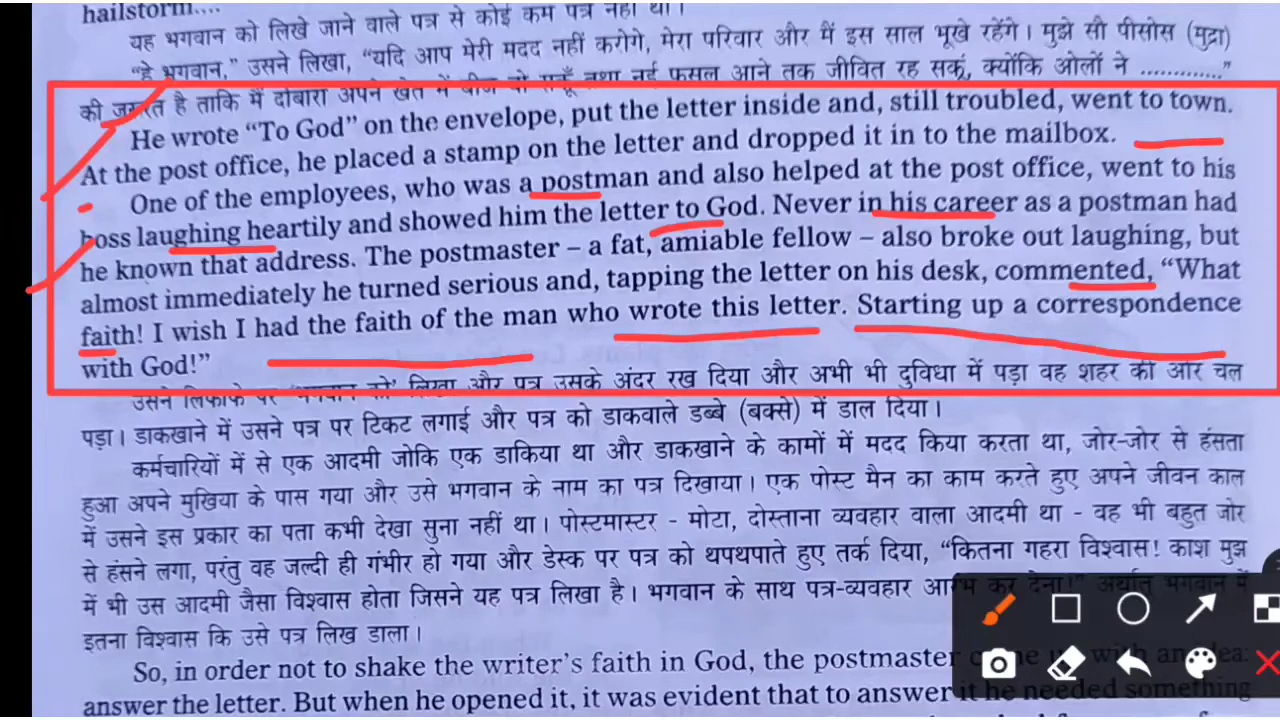 hailstorm....
यह भगवान को लिखे जाने वाले पत्र से कोई कम पत्र नहीं था।
"हे भगवान," उसने लिखा, "यदि आप मेरी मदद नहीं करोगे, मेरा परिवार और मैं इस साल भूखे रहेंगे। मुझे सौ पीसोस (मुद्रा)
की जरूरत है ताकि मैं दोबारा अपने खेत में बीज बो सकूँ तथा नई फसल आने तक जीवित रह सकूं, क्योंकि ओलों ने ............."
He wrote "To God" on the envelope, put the letter inside and, still troubled, went to town.
At the post office, he placed a stamp on the letter and dropped it in to the mailbox.
One of the employees, who was a postman and also helped at the post office, went to his
boss laughing heartily and showed him the letter to God. Never in his career as a postman had
he known that address. The postmaster – a fat, amiable fellow – also broke out laughing, but
almost immediately he turned serious and, tapping the letter on his desk, commented, "What
faith! I wish I had the faith of the man who wrote this letter. Starting up a correspondence
with God!"
उसने लिफाफे पर 'भगवान को' लिखा और पत्र उसके अंदर रख दिया और अभी भी दुविधा में पड़ा वह शहर की ओर चल
पड़ा। डाकखाने में उसने पत्र पर टिकट लगाई और पत्र को डाकवाले डब्बे (बक्से) में डाल दिया।
कर्मचारियों में से एक आदमी जोकि एक डाकिया था और डाकखाने के कामों में मदद किया करता था, जोर-जोर से हंसता
हुआ अपने मुखिया के पास गया और उसे भगवान के नाम का पत्र दिखाया। एक पोस्ट मैन का काम करते हुए अपने जीवन काल
में उसने इस प्रकार का पता कभी देखा सुना नहीं था। पोस्टमास्टर - मोटा, दोस्ताना व्यवहार वाला आदमी था - वह भी बहुत जोर
से हंसने लगा, परंतु वह जल्दी ही गंभीर हो गया और डेस्क पर पत्र को थपथपाते हुए तर्क दिया, "कितना गहरा विश्वास! काश मुझ
में भी उस आदमी जैसा विश्वास होता जिसने यह पत्र लिखा है। भगवान के साथ पत्र-व्यवहार आरंभ कर देना!" अर्थात् भगवान में
इतना विश्वास कि उसे पत्र लिख डाला।
So, in order not to shake the writer's faith in God, the postmaster came up with an idea:
answer the letter. But when he opened it, it was evident that to answer it he needed something